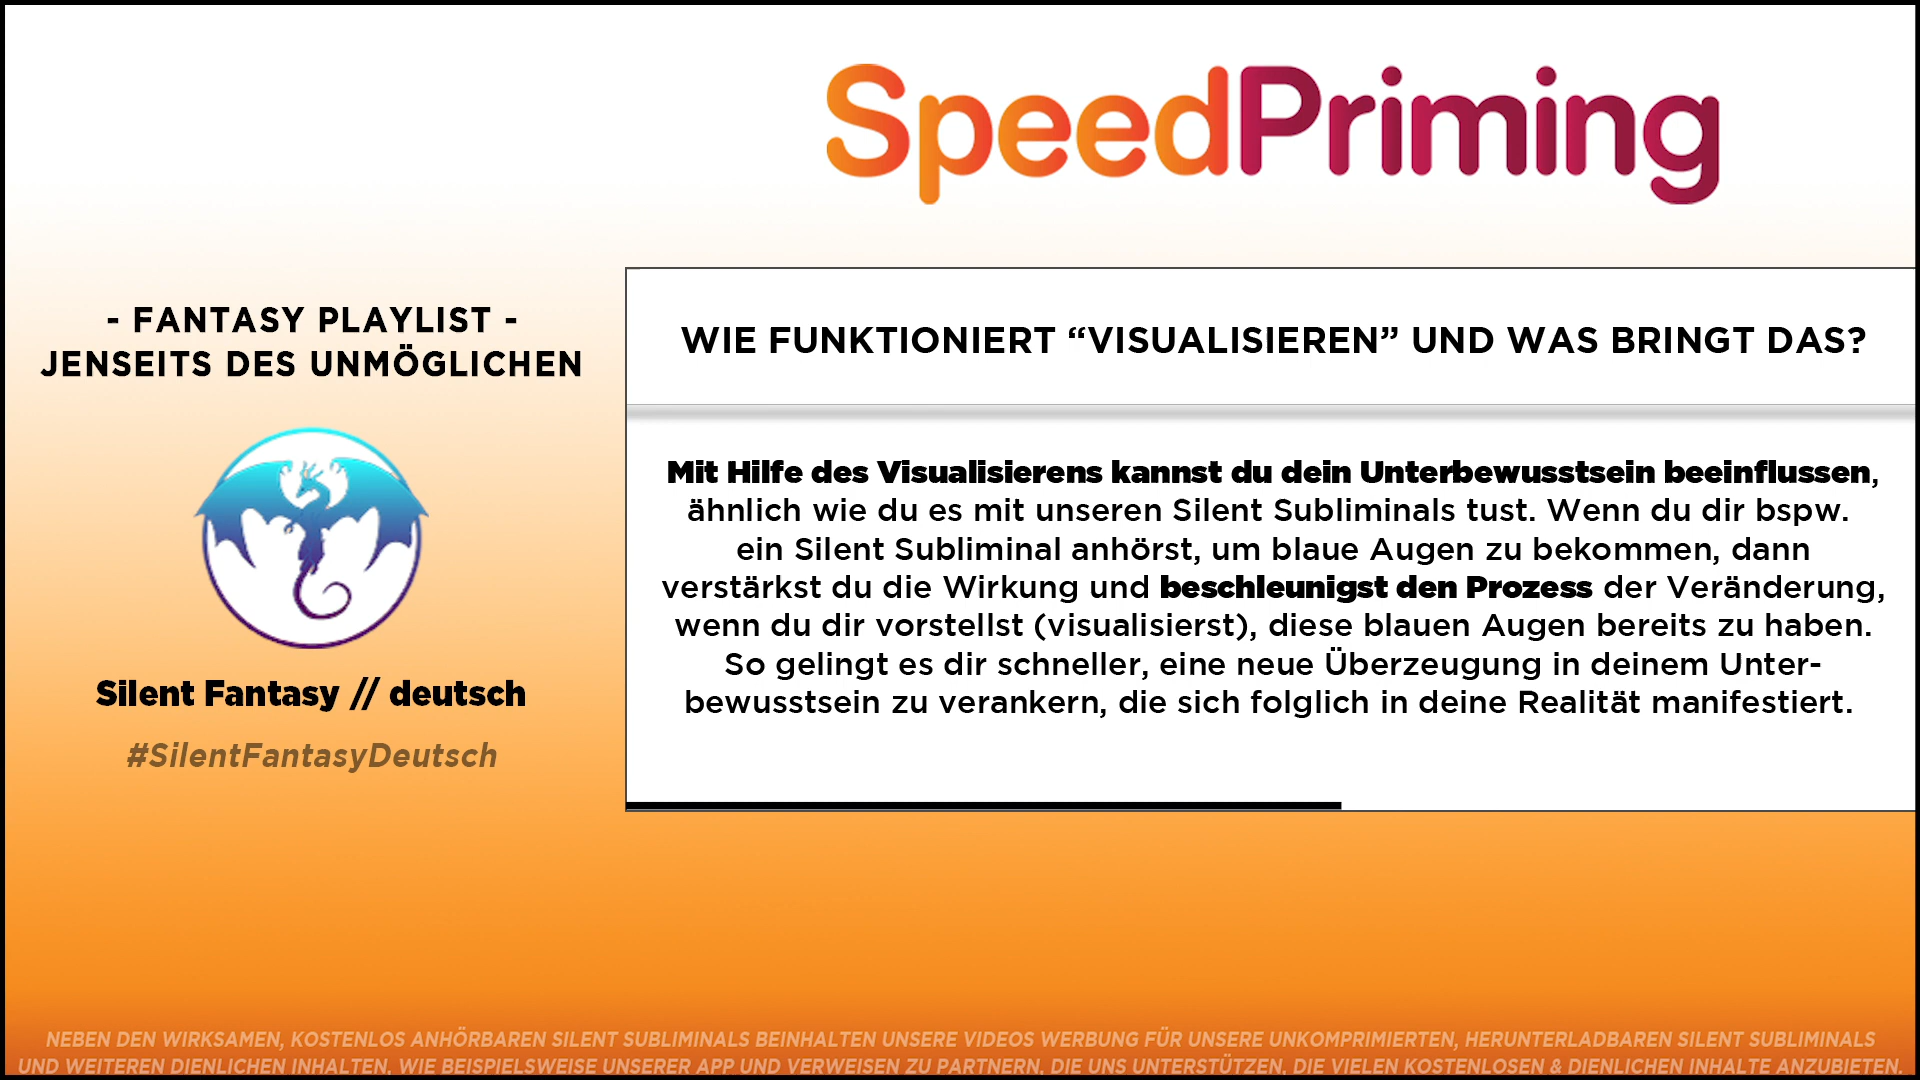 SpeedPriming
- FANTASY PLAYLIST -
JENSEITS DES UNMÖGLICHEN
Silent Fantasy // deutsch
#SilentFantasyDeutsch
WIE FUNKTIONIERT “VISUALISIEREN” UND WAS BRINGT DAS?
Mit Hilfe des Visualisierens kannst du dein Unterbewusstsein beeinflussen,
ähnlich wie du es mit unseren Silent Subliminals tust. Wenn du dir bspw.
ein Silent Subliminal anhörst, um blaue Augen zu bekommen, dann
verstärkst du die Wirkung und beschleunigst den Prozess der Veränderung,
wenn du dir vorstellst (visualisierst), diese blauen Augen bereits zu haben.
So gelingt es dir schneller, eine neue Überzeugung in deinem Unter-
bewusstsein zu verankern, die sich folglich in deine Realität manifestiert.
NEBEN DEN WIRKSAMEN, KOSTENLOS ANHÖRBAREN SILENT SUBLIMINALS BEINHALTEN UNSERE VIDEOS WERBUNG FÜR UNSERE UNKOMPRIMIERTEN, HERUNTERLADBAREN SILENT SUBLIMINALS
UND WEITEREN DIENLICHEN INHALTEN, WIE BEISPIELSWEISE UNSERER APP UND VERWEISEN ZU PARTNERN, DIE UNS UNTERSTÜTZEN, DIE VIELEN KOSTENLOSEN & DIENLICHEN INHALTE ANZUBIETEN.